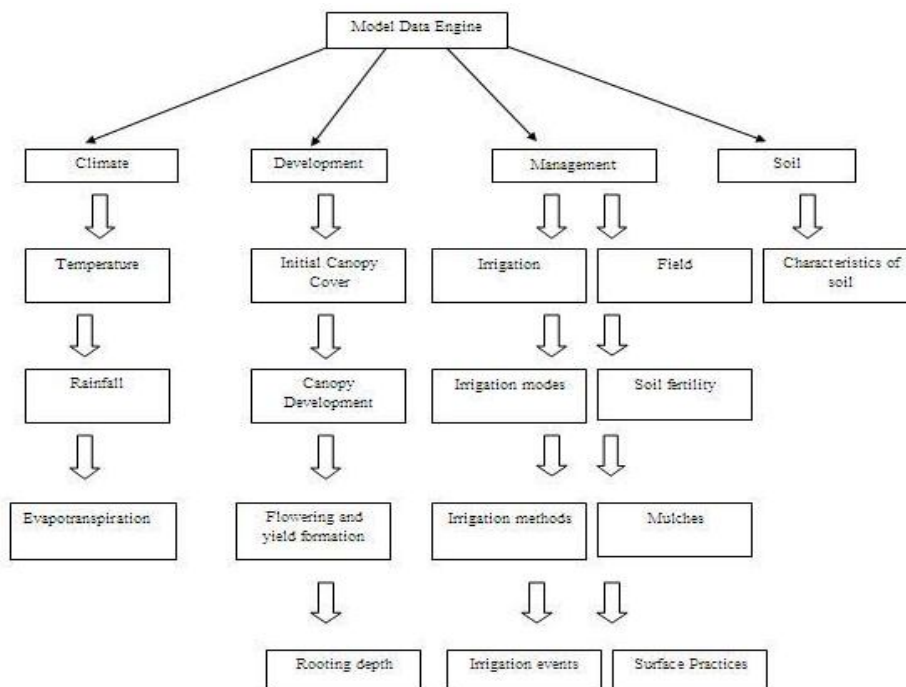 Model Data Engine
Climate
Development
Management
Soil
Temperature
Initial Canopy
Cover
Irrigation
Field
Characteristics of
soil
Rainfall
Canopy
Development
Irrigation modes
Soil fertility
Evapotranspiration
Flowering and
yield formation
Irrigation methods
Mulches
Rooting depth
Irrigation events
Surface Practices